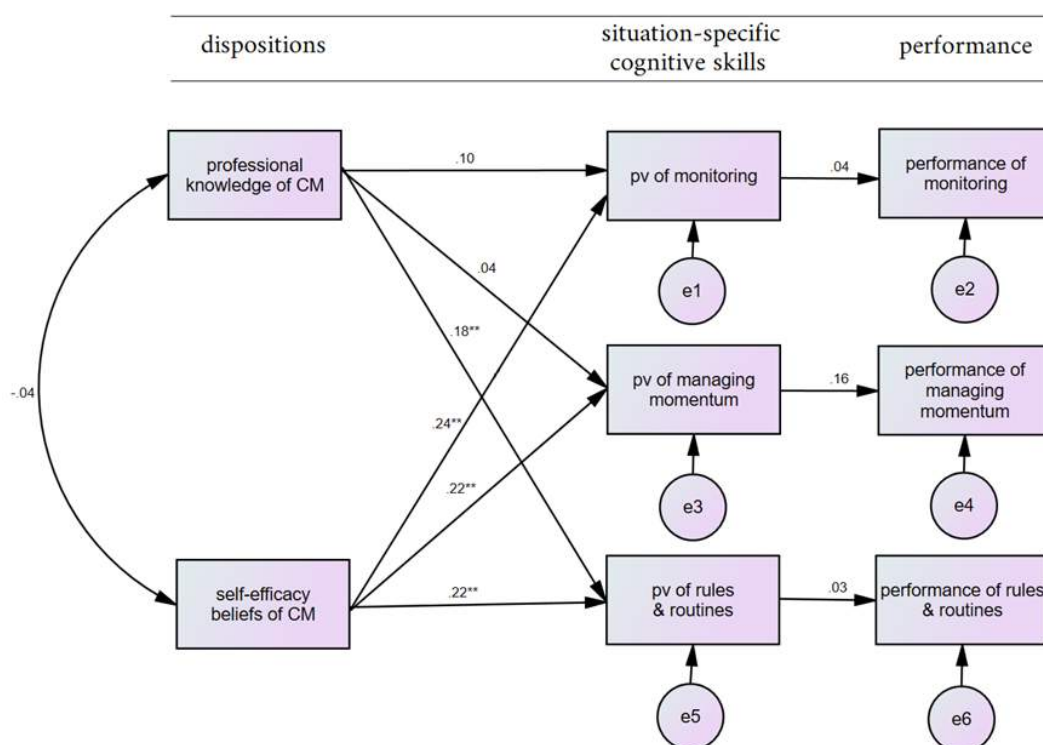 dispositions
situation-specific
cognitive skills
performance
professional
knowledge of CM
.10
pv of monitoring
.04
performance of
monitoring
e1
e2
.04
.18**
-.04
pv of managing
momentum
.16
performance of
managing
momentum
.24**
.22**
e3
e4
self-efficacy
beliefs of CM
.22**
pv of rules
& routines
.03
performance of rules
& routines
e5
e6